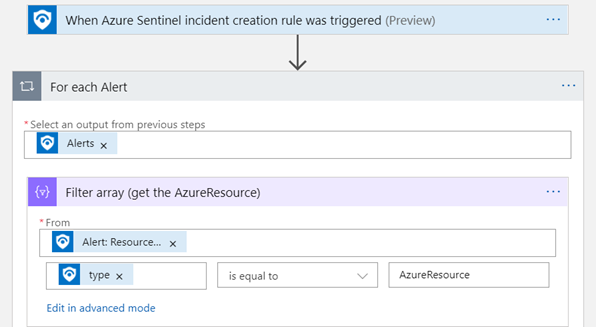 When Azure Sentinel incident creation rule was triggered (Preview) ...
For each Alert ...
* Select an output from previous steps
Alerts ×
Filter array (get the AzureResource) ...
* From
Alert: Resource... ×
type × is equal to AzureResource
Edit in advanced mode